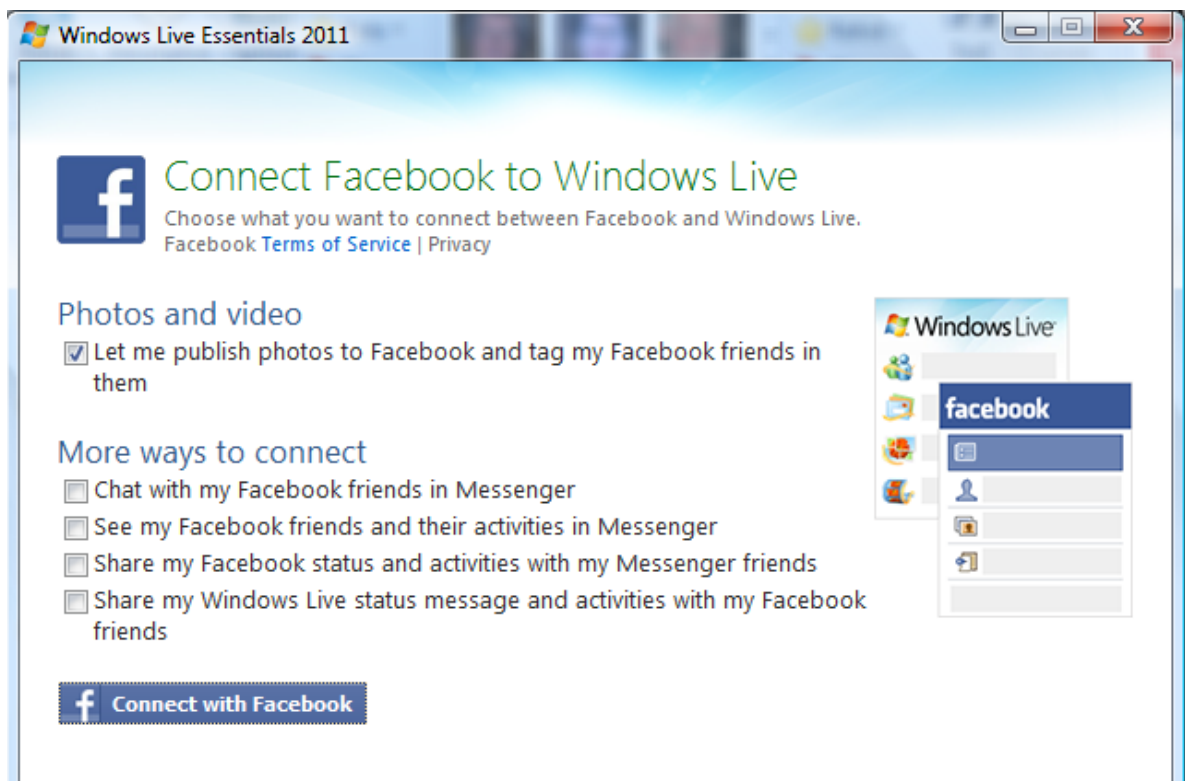 Windows Live Essentials 2011
Connect Facebook to Windows Live
Choose what you want to connect between Facebook and Windows Live.
Facebook Terms of Service | Privacy
Photos and video
Let me publish photos to Facebook and tag my Facebook friends in
them
Windows Live
facebook
More ways to connect
Chat with my Facebook friends in Messenger
See my Facebook friends and their activities in Messenger
Share my Facebook status and activities with my Messenger friends
Share my Windows Live status message and activities with my Facebook
friends
f Connect with Facebook